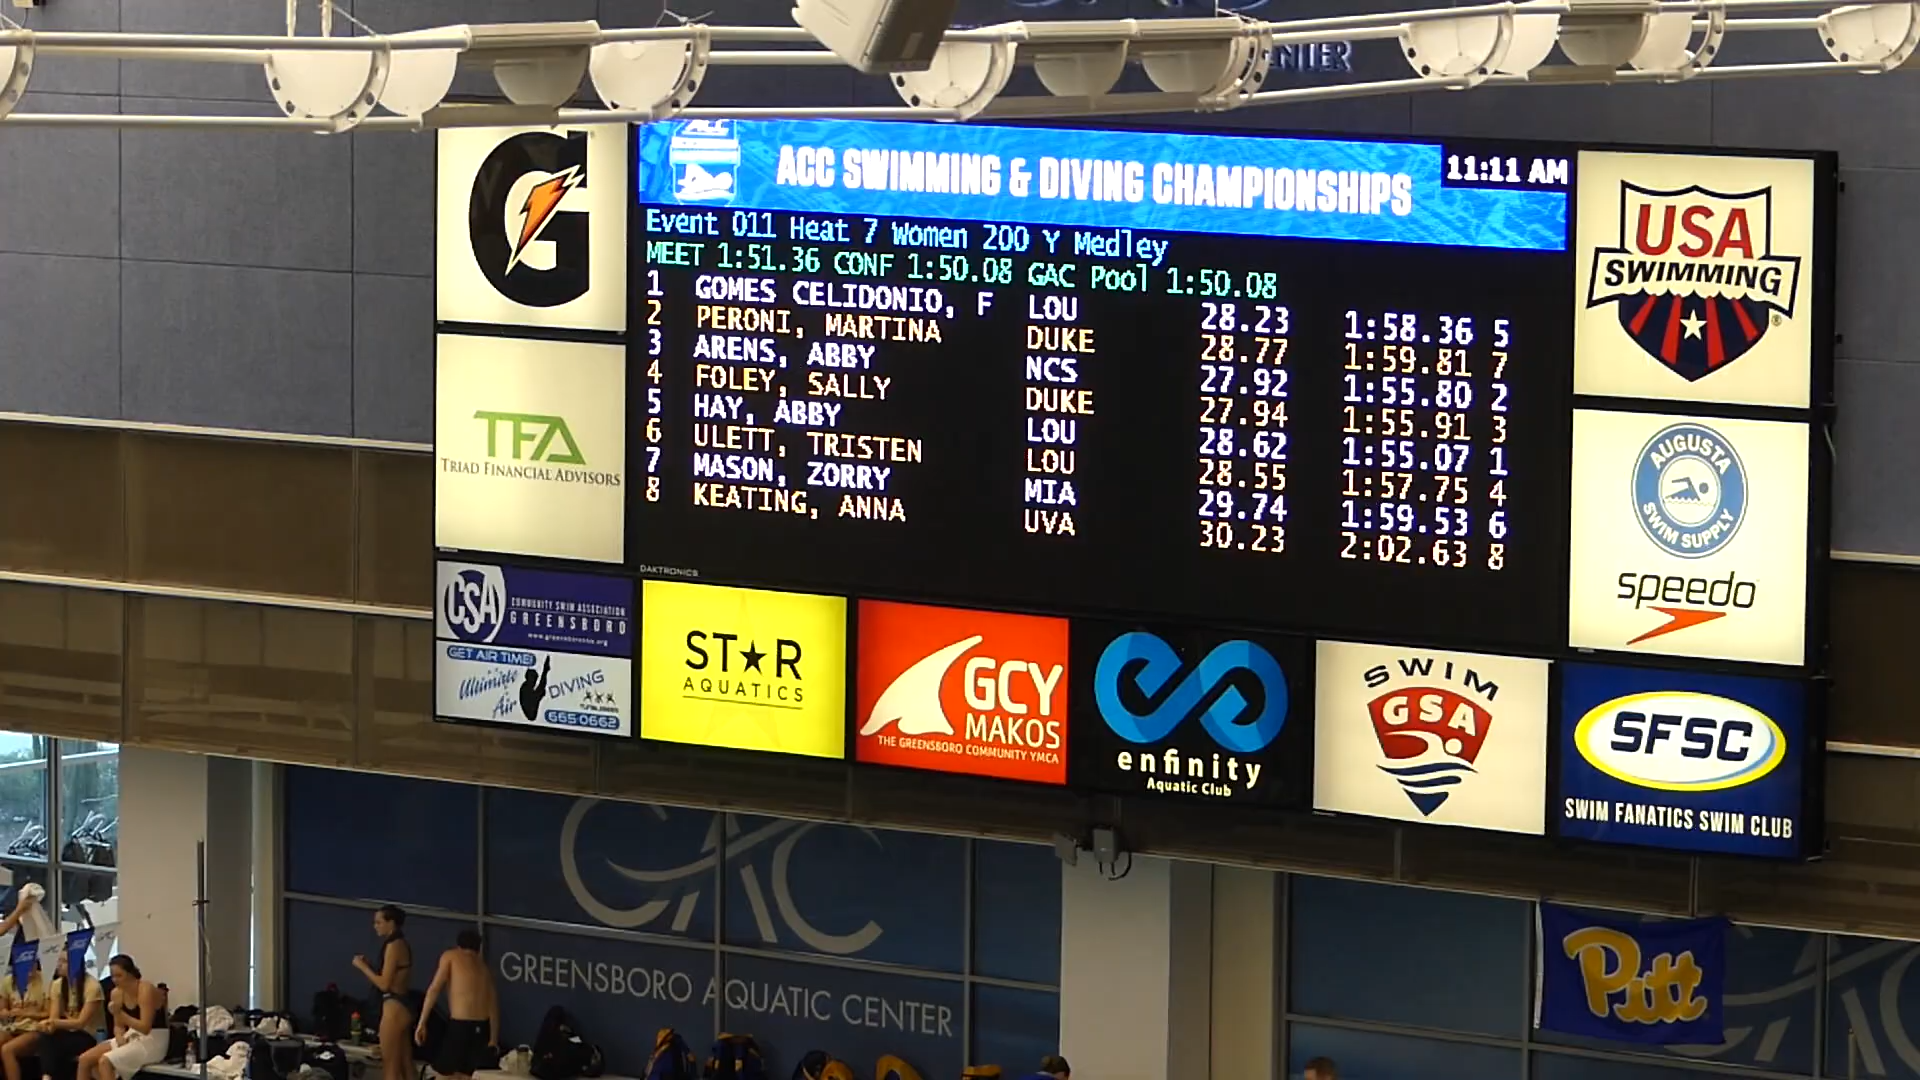 ENTER
ACC
ACC SWIMMING & DIVING CHAMPIONSHIPS 11:11 AM
Event 011 Heat 7 Women 200 Y Medley
MEET 1:51.36 CONF 1:50.08 GAC Pool 1:50.08
1 GOMES CELIDONIO, F LOU 28.23 1:58.36 5
2 PERONI, MARTINA DUKE 28.77 1:59.81 7
3 ARENS, ABBY NCS 27.92 1:55.80 2
4 FOLEY, SALLY DUKE 27.94 1:55.91 3
5 HAY, ABBY LOU 28.62 1:55.07 1
6 ULETT, TRISTEN LOU 28.55 1:57.75 4
7 MASON, ZORRY MIA 29.74 1:59.53 6
8 KEATING, ANNA UVA 30.23 2:02.63 8
DAKTRONICS
G
TFA
TRIAD FINANCIAL ADVISORS
USA
SWIMMING
AUGUSTA
SWIM SUPPLY
speedo
CSA
COMMUNITY SWIM ASSOCIATION
GREENSBORO
GET AIR TIME!
Ultimate
Air
DIVING
665 0662
ST★R
AQUATICS
GCY
MAKOS
THE GREENSBORO COMMUNITY YMCA
enfinity
Aquatic Club
SWIM
GSA
SFSC
SWIM FANATICS SWIM CLUB
GAC
GREENSBORO AQUATIC CENTER
Pitt